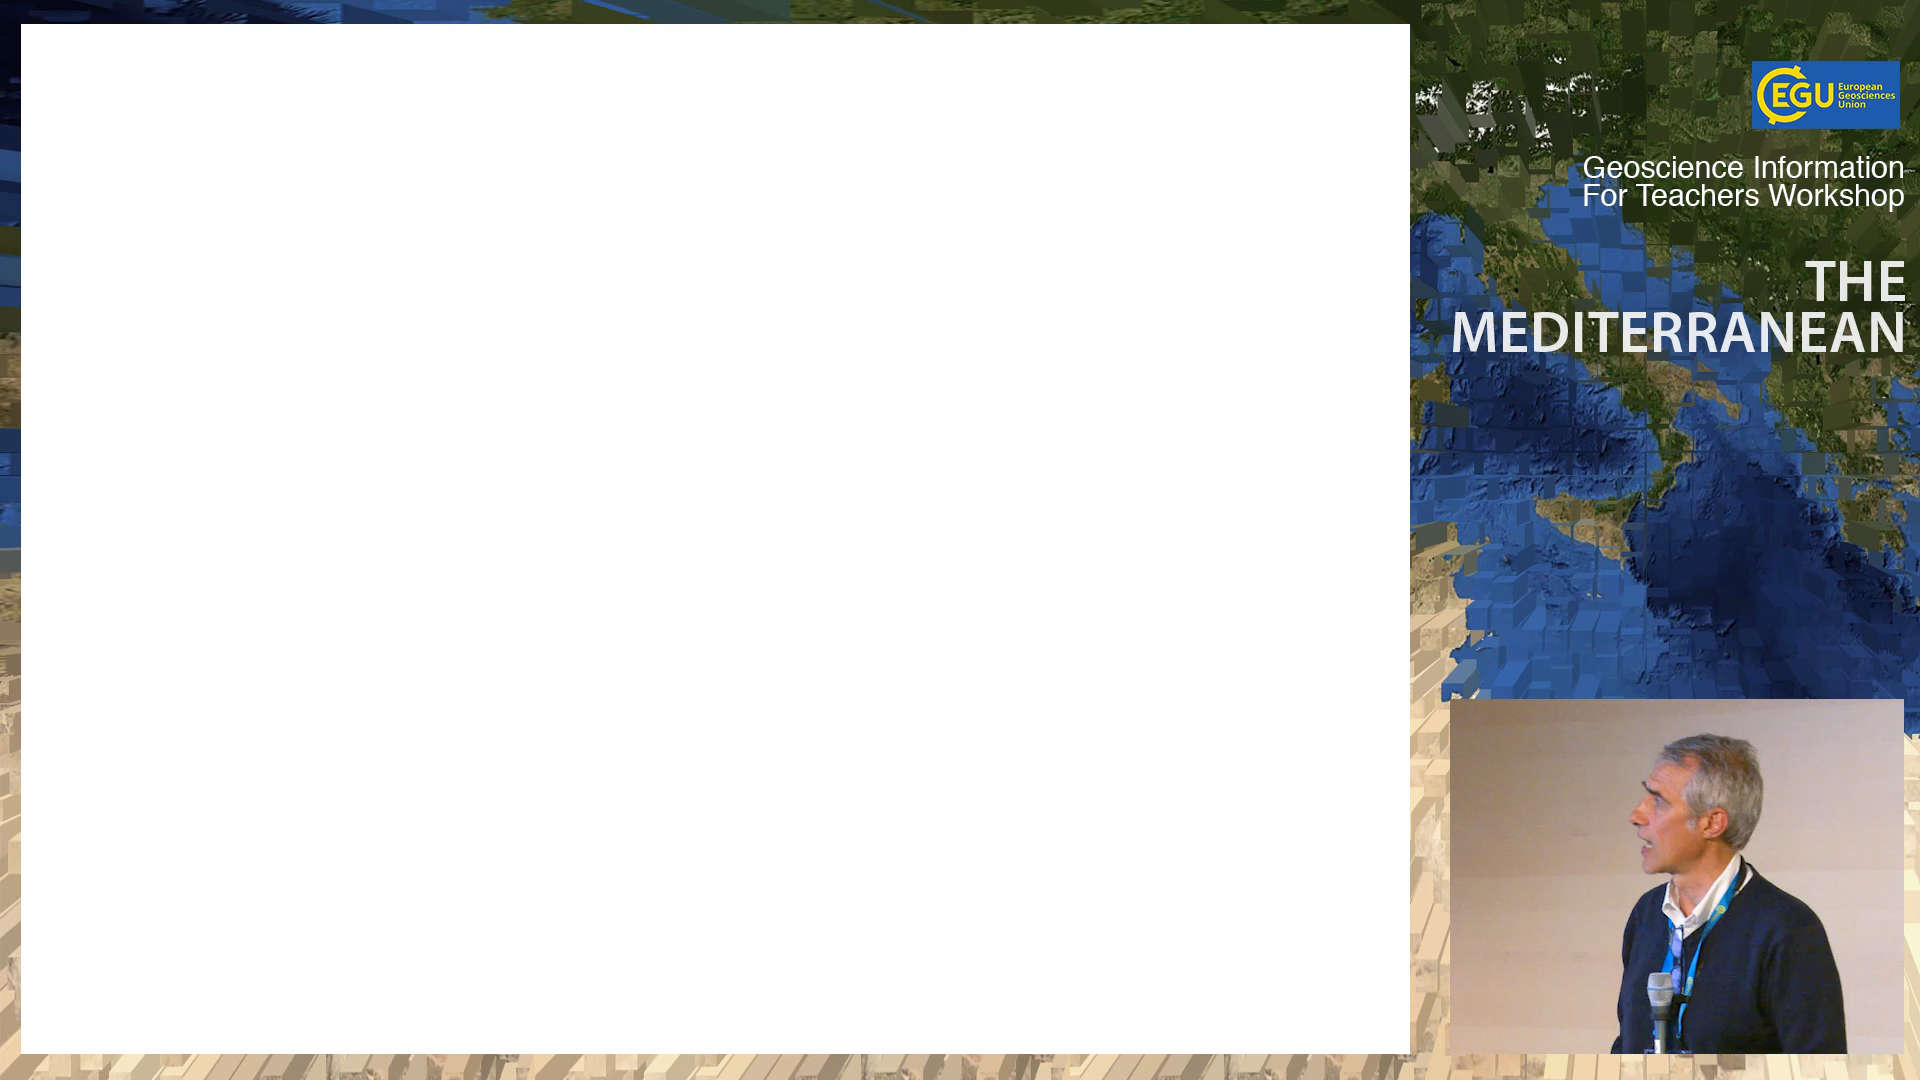 EGU
European
Geosciences
Union
Geoscience Information
For Teachers Workshop
THE
MEDITERRANEAN